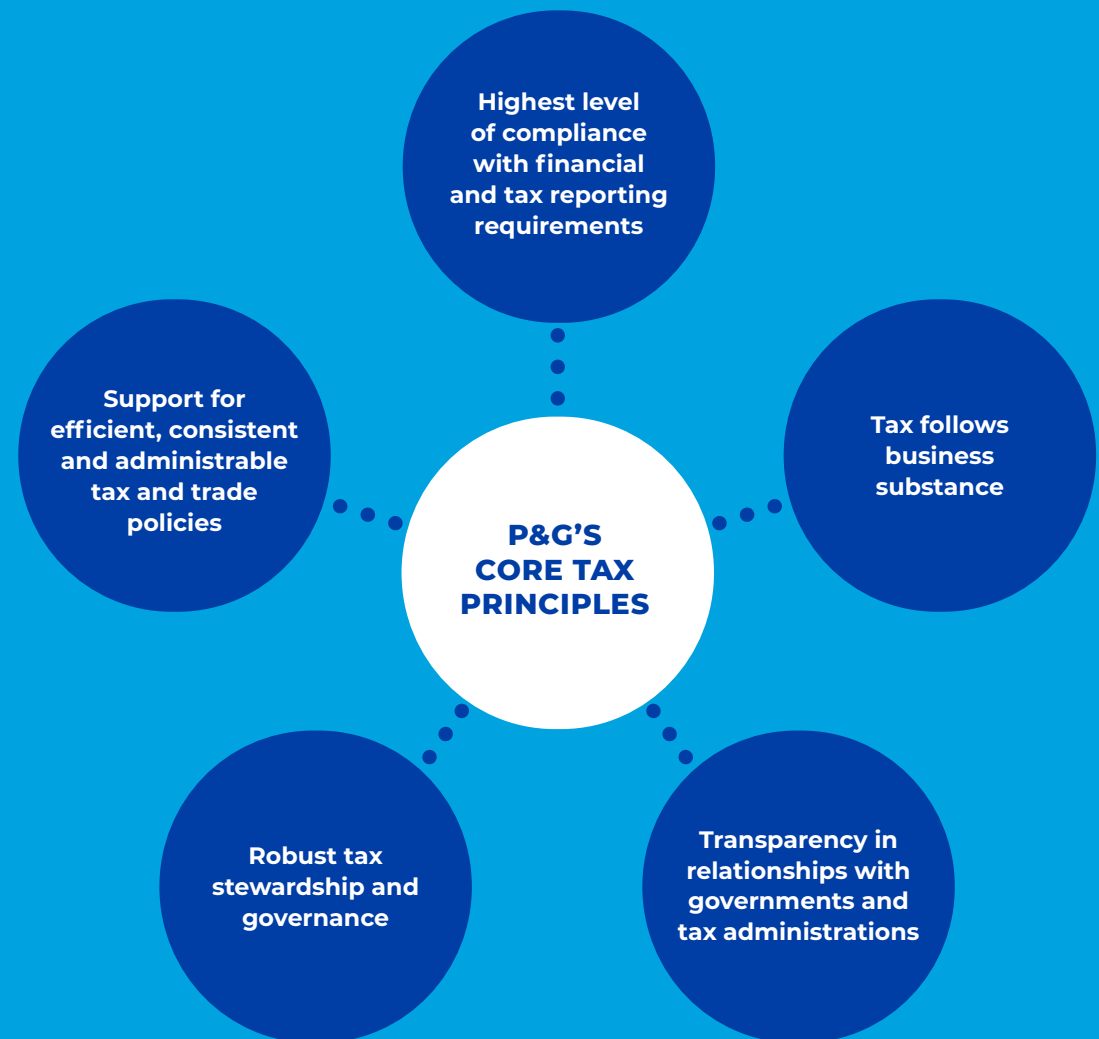 Highest level
of compliance
with financial
and tax reporting
requirements
Support for
efficient, consistent
and administrable
tax and trade
policies
Tax follows
business
substance
P&G’S
CORE TAX
PRINCIPLES
Robust tax
stewardship and
governance
Transparency in
relationships with
governments and
tax administrations